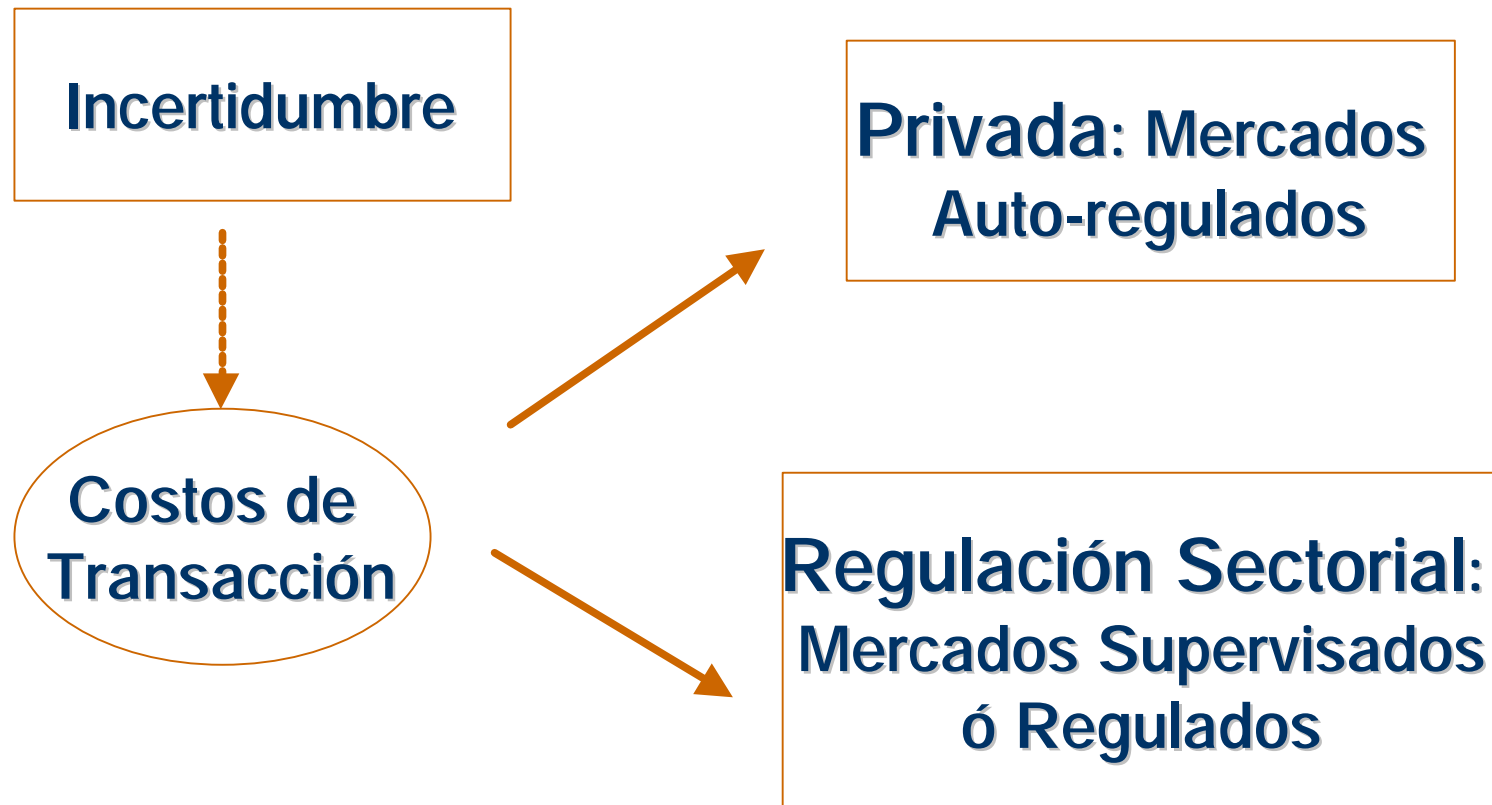 Incertidumbre
Costos de
Transacción
Privada: Mercados
Auto-regulados
Regulación Sectorial:
Mercados Supervisados
ó Regulados